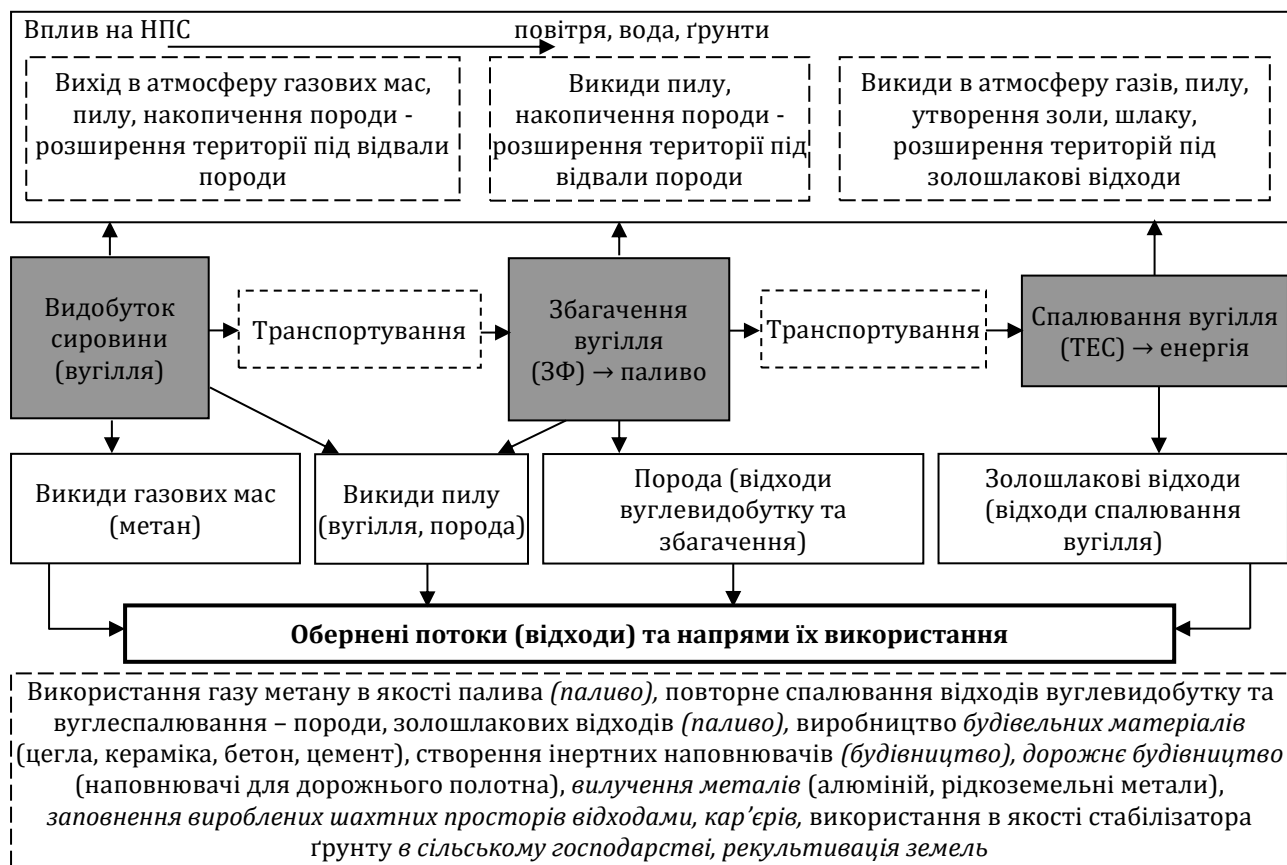 Вплив на НПС
повітря, вода, ґрунти
Вихід в атмосферу газових мас,
пилу, накопичення породи -
розширення території під відвали
породи
Викиди пилу,
накопичення породи -
розширення території під
відвали породи
Викиди в атмосферу газів, пилу,
утворення золи, шлаку,
розширення територій під
золошлакові відходи
Видобуток
сировини
(вугілля)
Транспортування
Збагачення
вугілля
(ЗФ) → паливо
Транспортування
Спалювання вугілля
(ТЕС) → енергія
Викиди газових мас
(метан)
Викиди пилу
(вугілля, порода)
Порода (відходи
вуглевидобутку та
збагачення)
Золошлакові відходи
(відходи спалювання
вугілля)
Обернені потоки (відходи) та напрями їх використання
Використання газу метану в якості палива (паливо), повторне спалювання відходів вуглевидобутку та
вуглеспалювання – породи, золошлакових відходів (паливо), виробництво будівельних матеріалів
(цегла, кераміка, бетон, цемент), створення інертних наповнювачів (будівництво), дорожнє будівництво
(наповнювачі для дорожнього полотна), вилучення металів (алюміній, рідкоземельні метали),
заповнення вироблених шахтних просторів відходами, кар’єрів, використання в якості стабілізатора
ґрунту в сільському господарстві, рекультивація земель